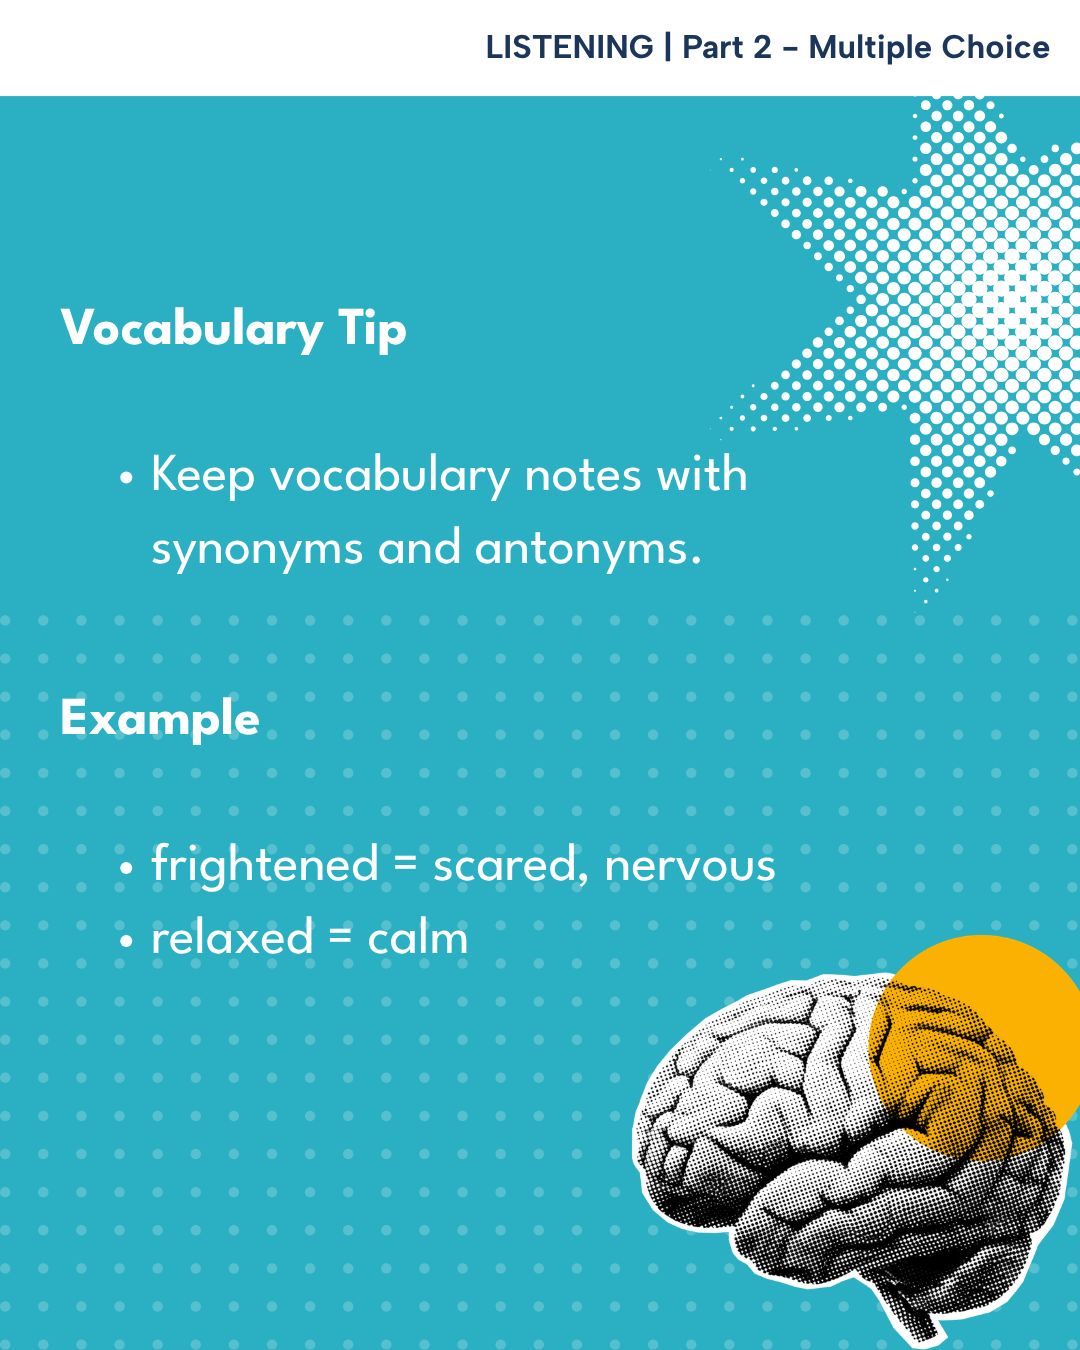 LISTENING | Part 2 – Multiple Choice
Vocabulary Tip
• Keep vocabulary notes with
synonyms and antonyms.
Example
• frightened = scared, nervous
• relaxed = calm